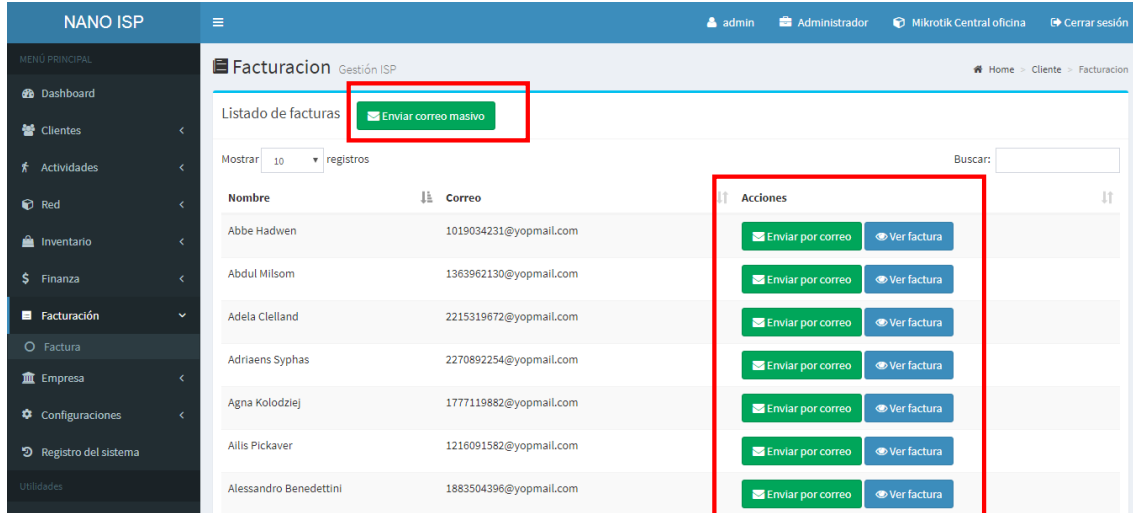 NANO ISP
admin Administrador Mikrotik Central oficina Cerrar sesión
MENÚ PRINCIPAL
Dashboard
Clientes
Actividades
Red
Inventario
Finanza
Facturación
Factura
Empresa
Configuraciones
Registro del sistema
Utilidades
Facturacion Gestión ISP
Home > Cliente > Facturacion
Listado de facturas Enviar correo masivo
Mostrar 10 registros Buscar:
Nombre Correo Acciones
Abbe Hadwen 1019034231@yopmail.com Enviar por correo Ver factura
Abdul Milsom 1363962130@yopmail.com Enviar por correo Ver factura
Adela Clelland 2215319672@yopmail.com Enviar por correo Ver factura
Adriaens Syphas 2270892254@yopmail.com Enviar por correo Ver factura
Agna Kolodziej 1777119882@yopmail.com Enviar por correo Ver factura
Ailis Pickaver 1216091582@yopmail.com Enviar por correo Ver factura
Alessandro Benedettini 1883504396@yopmail.com Enviar por correo Ver factura